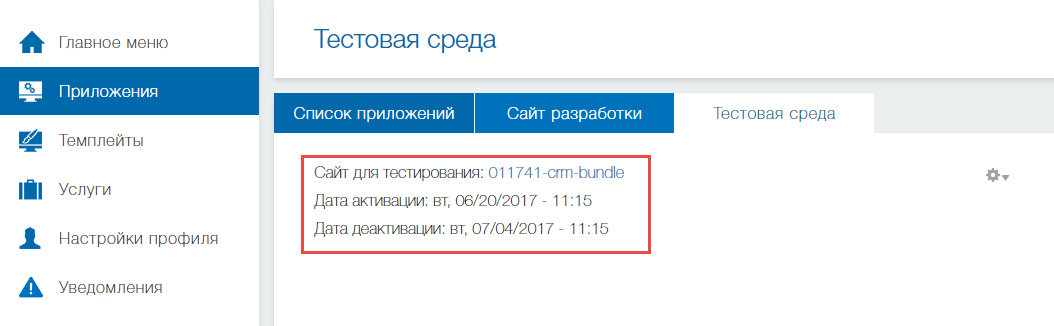 Главное меню
Приложения
Темплейты
Услуги
Настройки профиля
Уведомления
Тестовая среда
Список приложений
Сайт разработки
Тестовая среда
Сайт для тестирования: 011741-crm-bundle
Дата активации: вт, 06/20/2017 - 11:15
Дата деактивации: вт, 07/04/2017 - 11:15